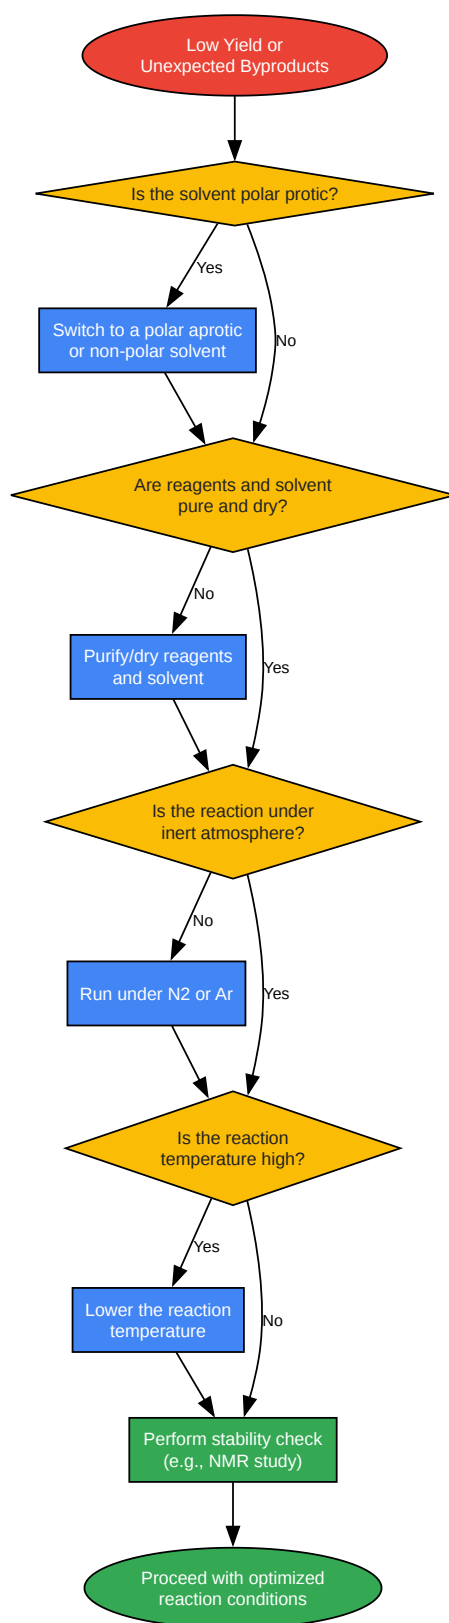 Low Yield or
Unexpected Byproducts
Is the solvent polar protic?
Yes
Switch to a polar aprotic
or non-polar solvent
No
Are reagents and solvent
pure and dry?
No
Purify/dry reagents
and solvent
Yes
Is the reaction under
inert atmosphere?
No
Run under N2 or Ar
Yes
Is the reaction
temperature high?
Yes
Lower the reaction
temperature
No
Perform stability check
(e.g., NMR study)
Proceed with optimized
reaction conditions